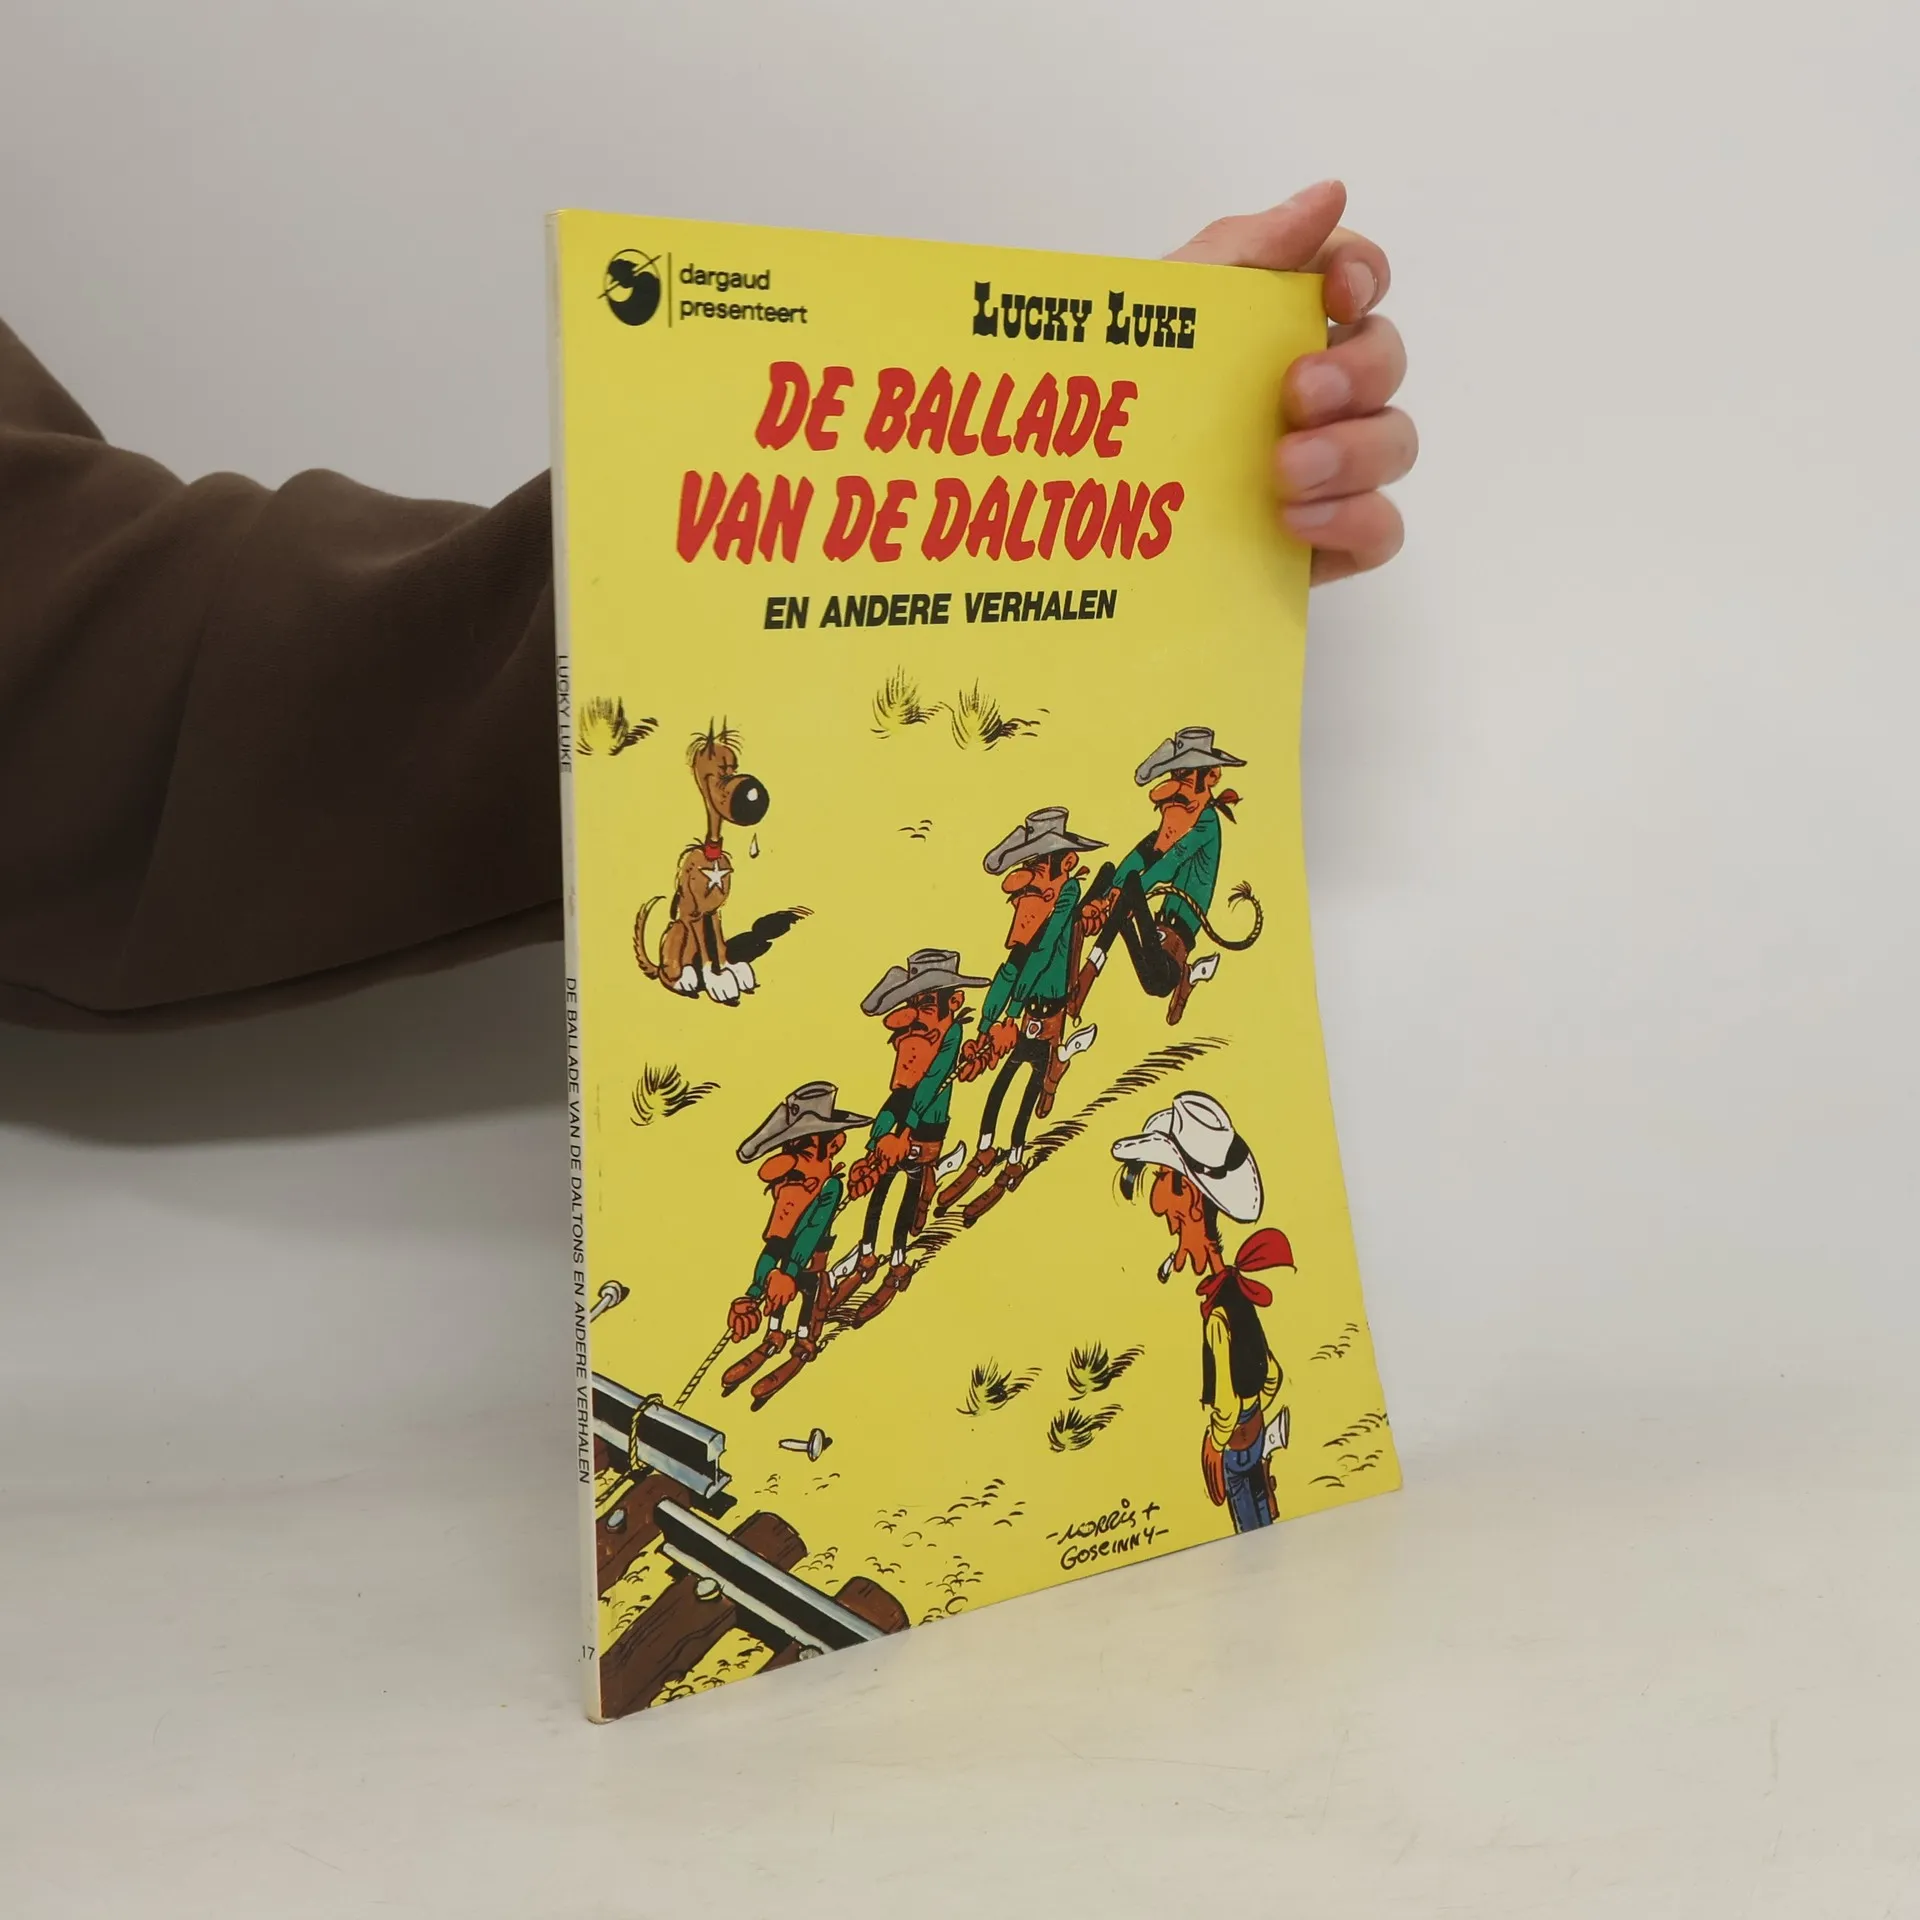 dargaud
presenteert
LUCKY LUKE
DE BALLADE
VAN DE DALTONS
EN ANDERE VERHALEN
-MORRIS +
GOSCINNY-
LUCKY LUKE
DE BALLADE VAN DE DALTONS EN ANDERE VERHALEN
17